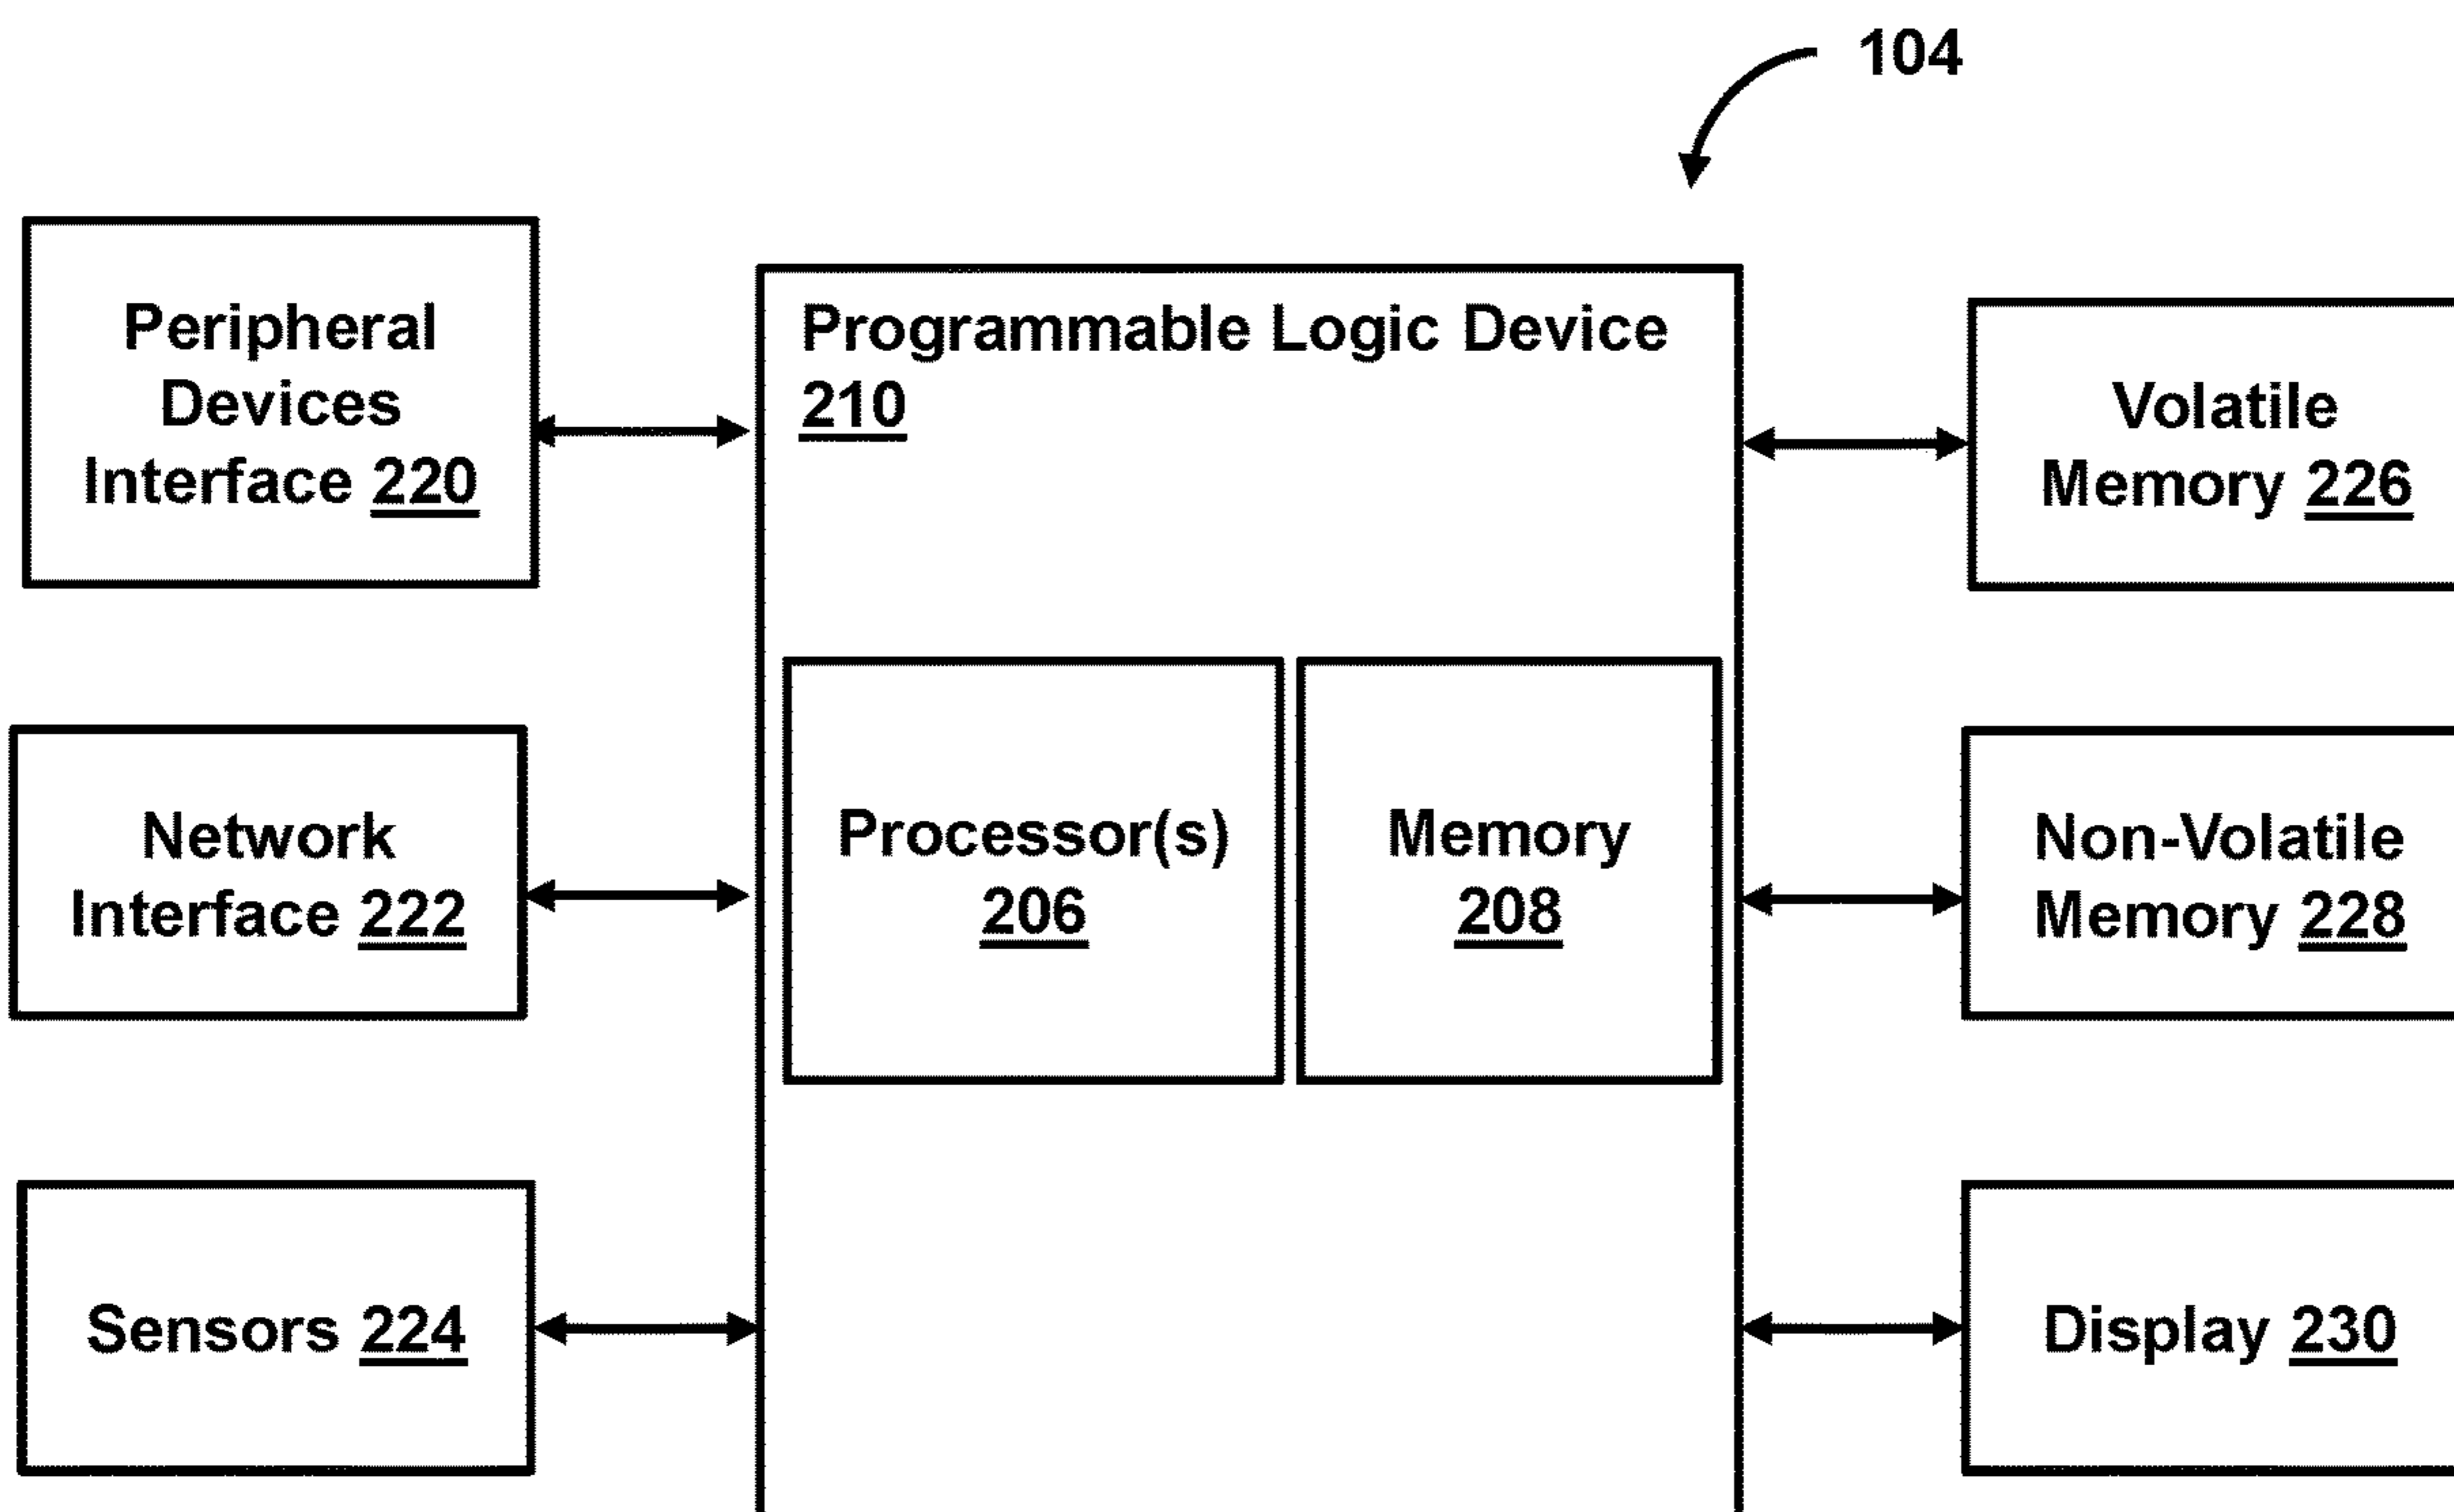 104
Peripheral
Devices
Interface 220
Programmable Logic Device
210
Volatile
Memory 226
Network
Interface 222
Processor(s)
206
Memory
208
Non-Volatile
Memory 228
Sensors 224
Display 230